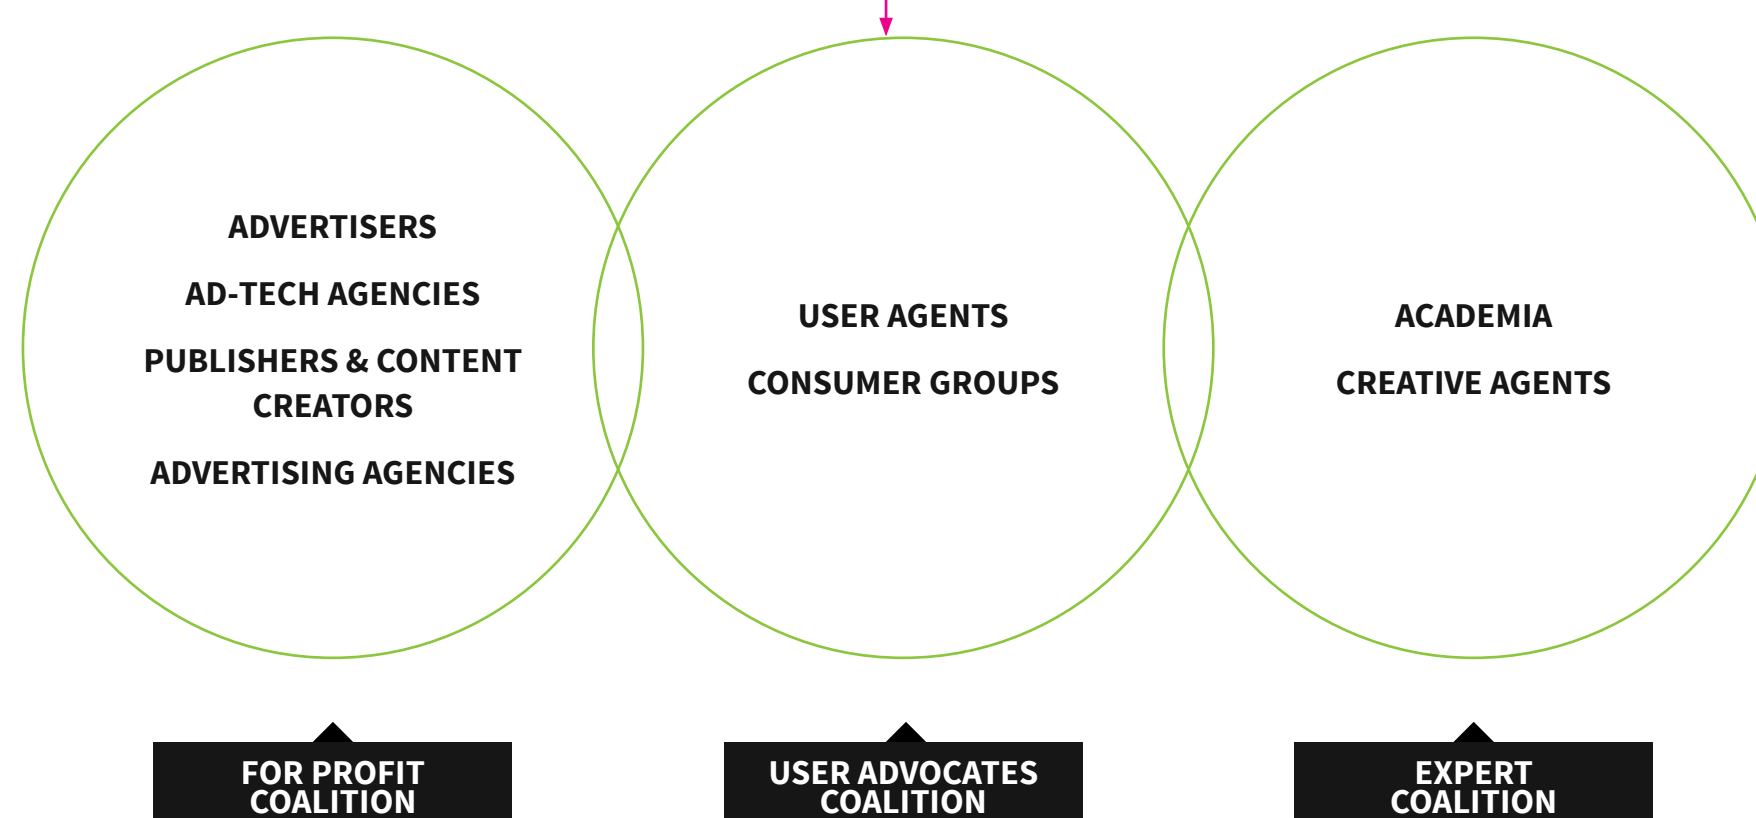 ADVERTISERS
AD-TECH AGENCIES
PUBLISHERS & CONTENT
CREATORS
ADVERTISING AGENCIES
USER AGENTS
CONSUMER GROUPS
ACADEMIA
CREATIVE AGENTS
FOR PROFIT
COALITION
USER ADVOCATES
COALITION
EXPERT
COALITION